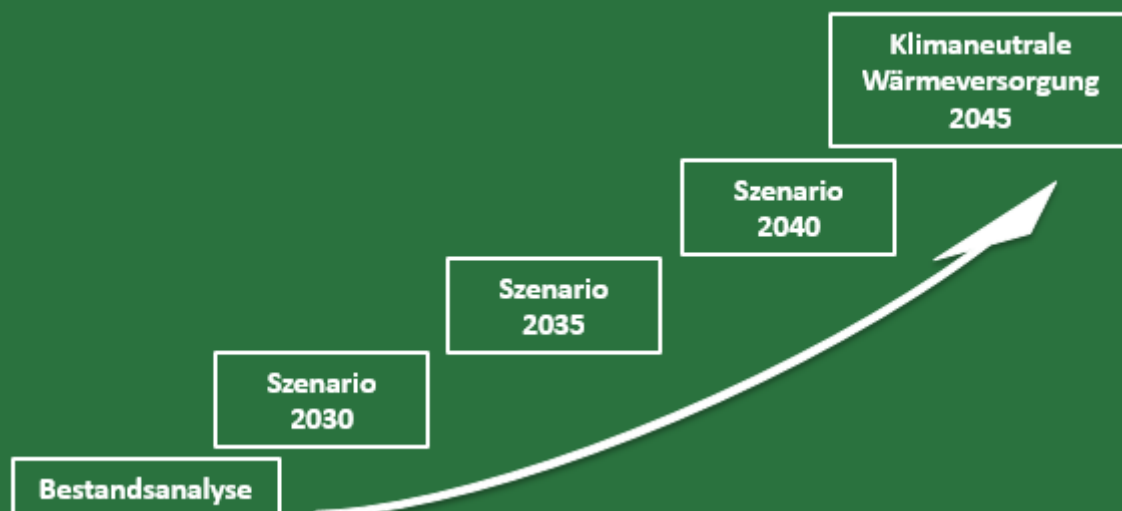 Klimaneutrale
Wärmeversorgung
2045
Szenario
2040
Szenario
2035
Szenario
2030
Bestandsanalyse